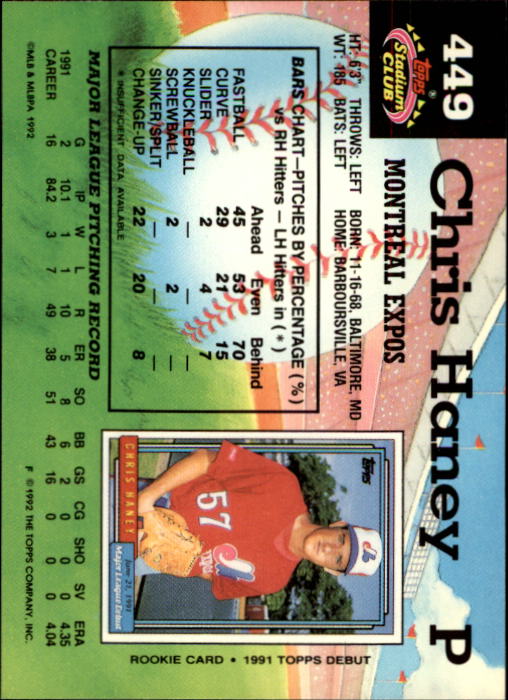 449
Topps
Stadium
CLUB
Chris Haney P
MONTREAL EXPOS
HT: 6'3" THROWS: LEFT BORN: 11-16-68, BALTIMORE, MD
WT: 185 BATS: LEFT HOME: BARBOURSVILLE, VA
BARS CHART—PITCHES BY PERCENTAGE (%)
vs RH Hitters — LH Hitters in (*)
Ahead Even Behind
FASTBALL 45 53 70
CURVE 29 21 15
SLIDER 2 4 7
KNUCKLEBALL — — —
SCREWBALL 2 2 —
SINKER/SPLIT — — —
CHANGE-UP 22 20 8
* INSUFFICIENT DATA AVAILABLE
MAJOR LEAGUE PITCHING RECORD
G IP W L R ER SO BB GS CG SHO SV ERA
1991 2 10.1 1 1 10 5 8 6 2 0 0 0 4.35
CAREER 16 84.2 3 7 49 38 51 43 16 0 0 0 4.04
©MLB & MLBPA 1992
F ©1992 THE TOPPS COMPANY, INC.
Topps
57
CHRIS HANEY
June 21, 1991
Major League Debut
ROOKIE CARD • 1991 TOPPS DEBUT